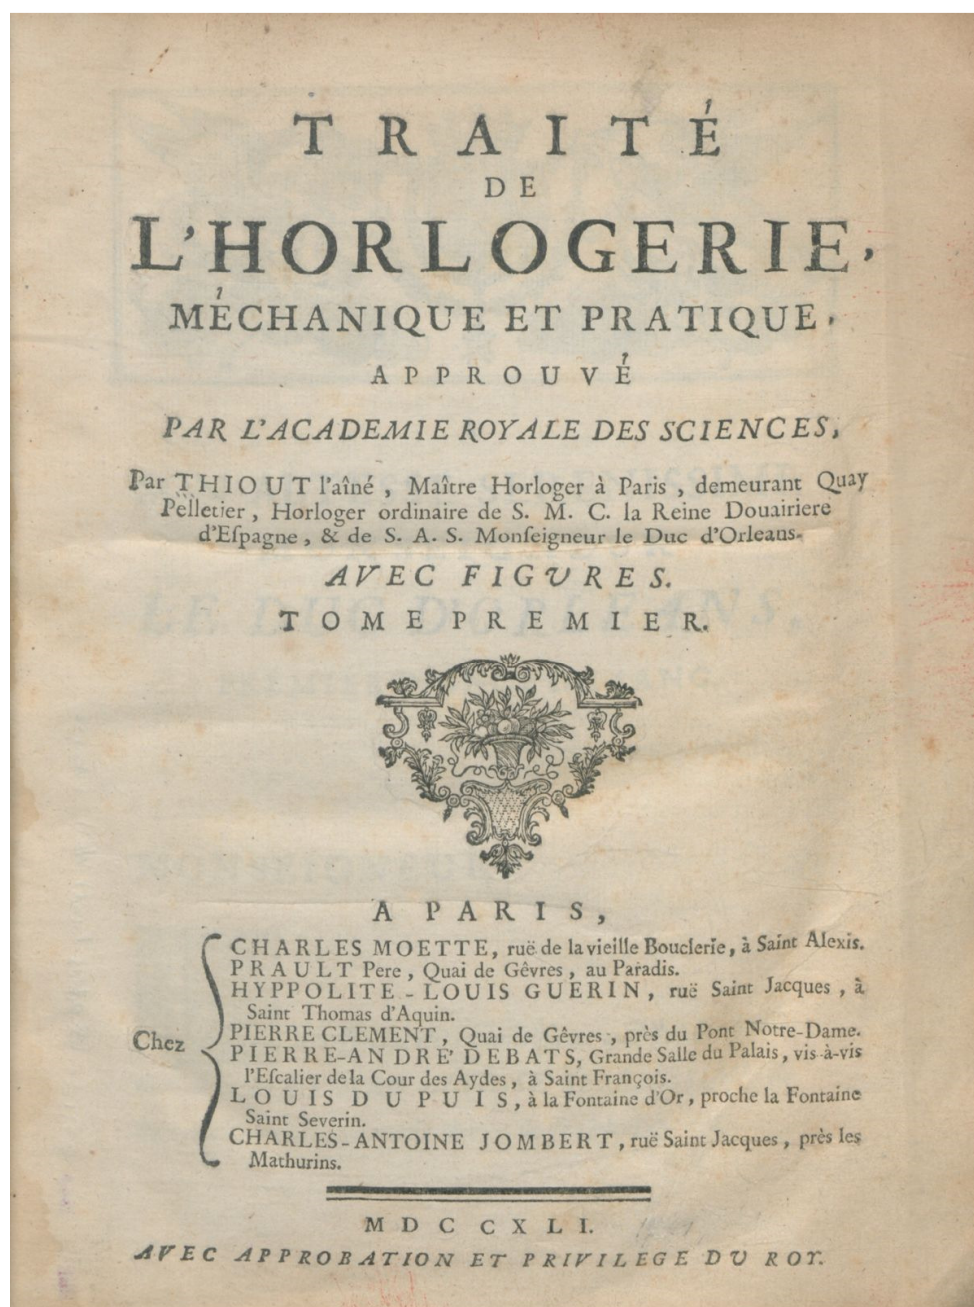 TRAITÉ
DE
L'HORLOGERIE,
MÉCHANIQUE ET PRATIQUE,
APPROUVÉ
PAR L'ACADEMIE ROYALE DES SCIENCES,
Par THIOUT l'aîné, Maître Horloger à Paris, demeurant Quay
Pelletier, Horloger ordinaire de S. M. C. la Reine Douairiere
d'Eſpagne, & de S. A. S. Monſeigneur le Duc d'Orleans.
AVEC FIGURES.
TOME PREMIER.
A PARIS,
CHARLES MOETTE, ruë de la vieille Bouclerie, à Saint Alexis.
PRAULT Pere, Quai de Gêvres, au Paradis.
HYPPOLITE-LOUIS GUERIN, ruë Saint Jacques, à
Saint Thomas d'Aquin.
Chez
PIERRE CLEMENT, Quai de Gêvres, près du Pont Notre-Dame.
PIERRE-ANDRE' DEBATS, Grande Salle du Palais, vis-à-vis
l'Eſcalier de la Cour des Aydes, à Saint François.
LOUIS DUPUIS, à la Fontaine d'Or, proche la Fontaine
Saint Severin.
CHARLES-ANTOINE JOMBERT, ruë Saint Jacques, près les
Mathurins.
MDCCXLI.
AVEC APPROBATION ET PRIVILEGE DU ROY.